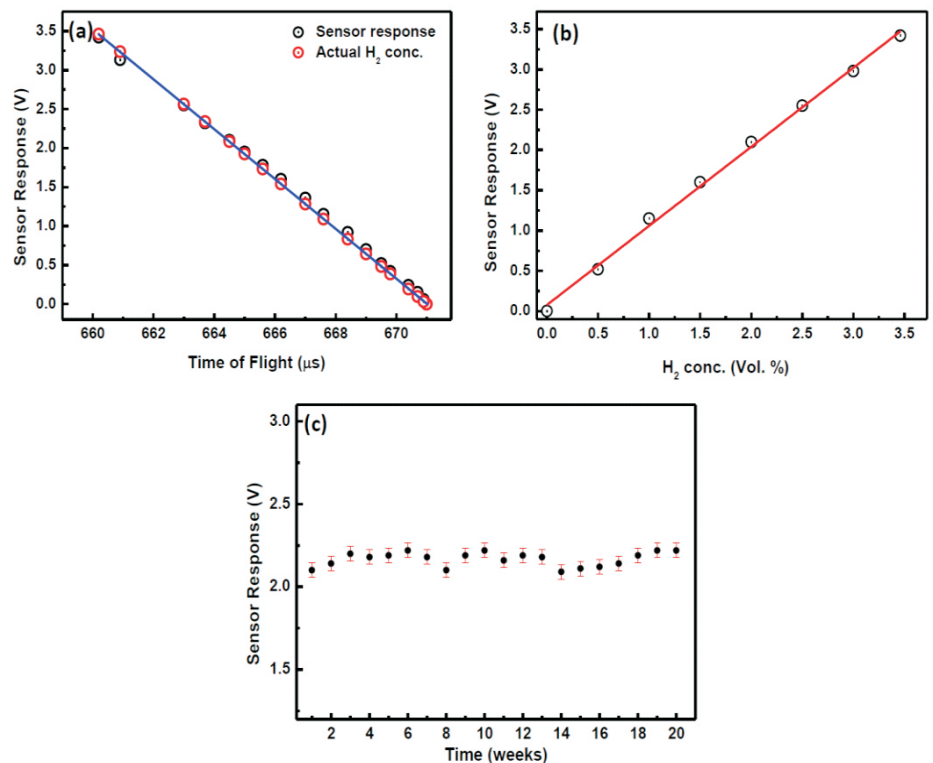 (a)
Sensor response
Actual H₂ conc.
3.5
3.0
2.5
2.0
1.5
1.0
0.5
0.0
Sensor Response (V)
660 662 664 666 668 670
Time of Flight (μs)
(b)
3.5
3.0
2.5
2.0
1.5
1.0
0.5
0.0
Sensor Response (V)
0.0 0.5 1.0 1.5 2.0 2.5 3.0 3.5
H₂ conc. (Vol. %)
(c)
3.0
2.5
2.0
1.5
Sensor Response (V)
2 4 6 8 10 12 14 16 18 20
Time (weeks)